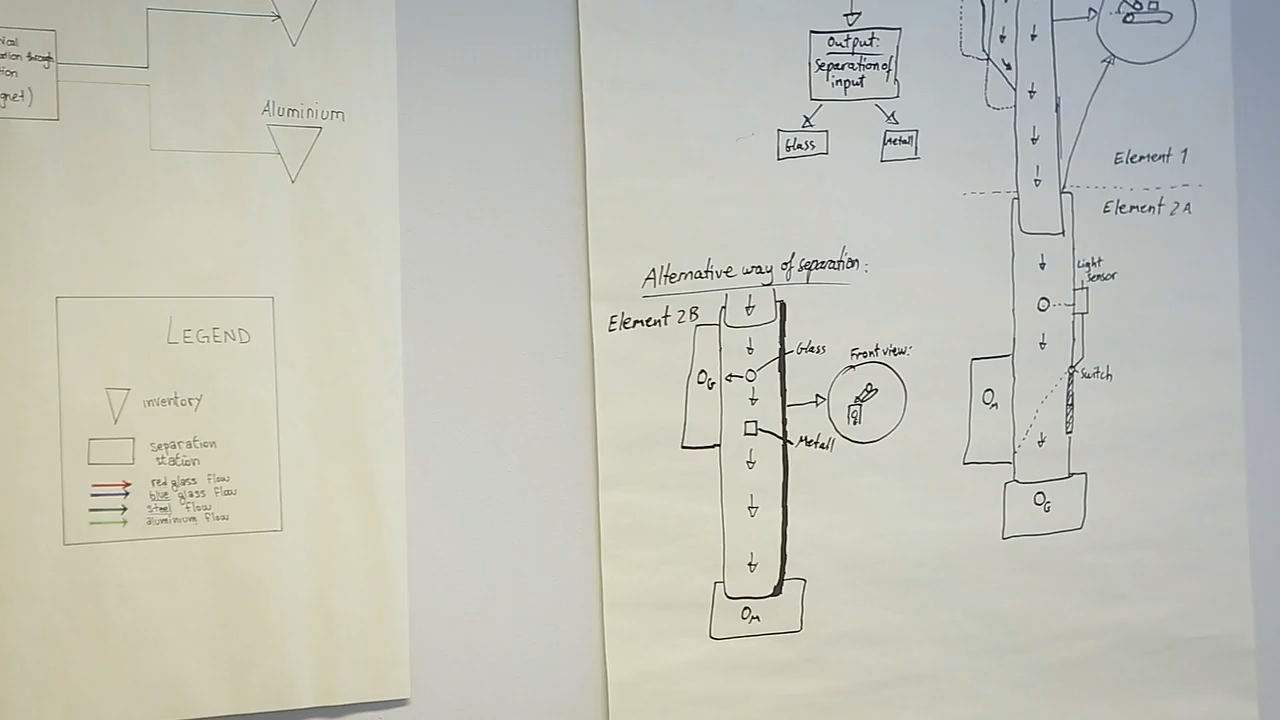 ation through
Aluminium
LEGEND
inventory
separation
station
red glass flow
blue glass flow
steel flow
aluminium flow
Output:
separation of
input
Glass
Metall
Element 1
Element 2A
Light
sensor
Switch
OM
OG
Alternative way of separation:
Element 2B
Glass
Front view:
OG
Metall
OM